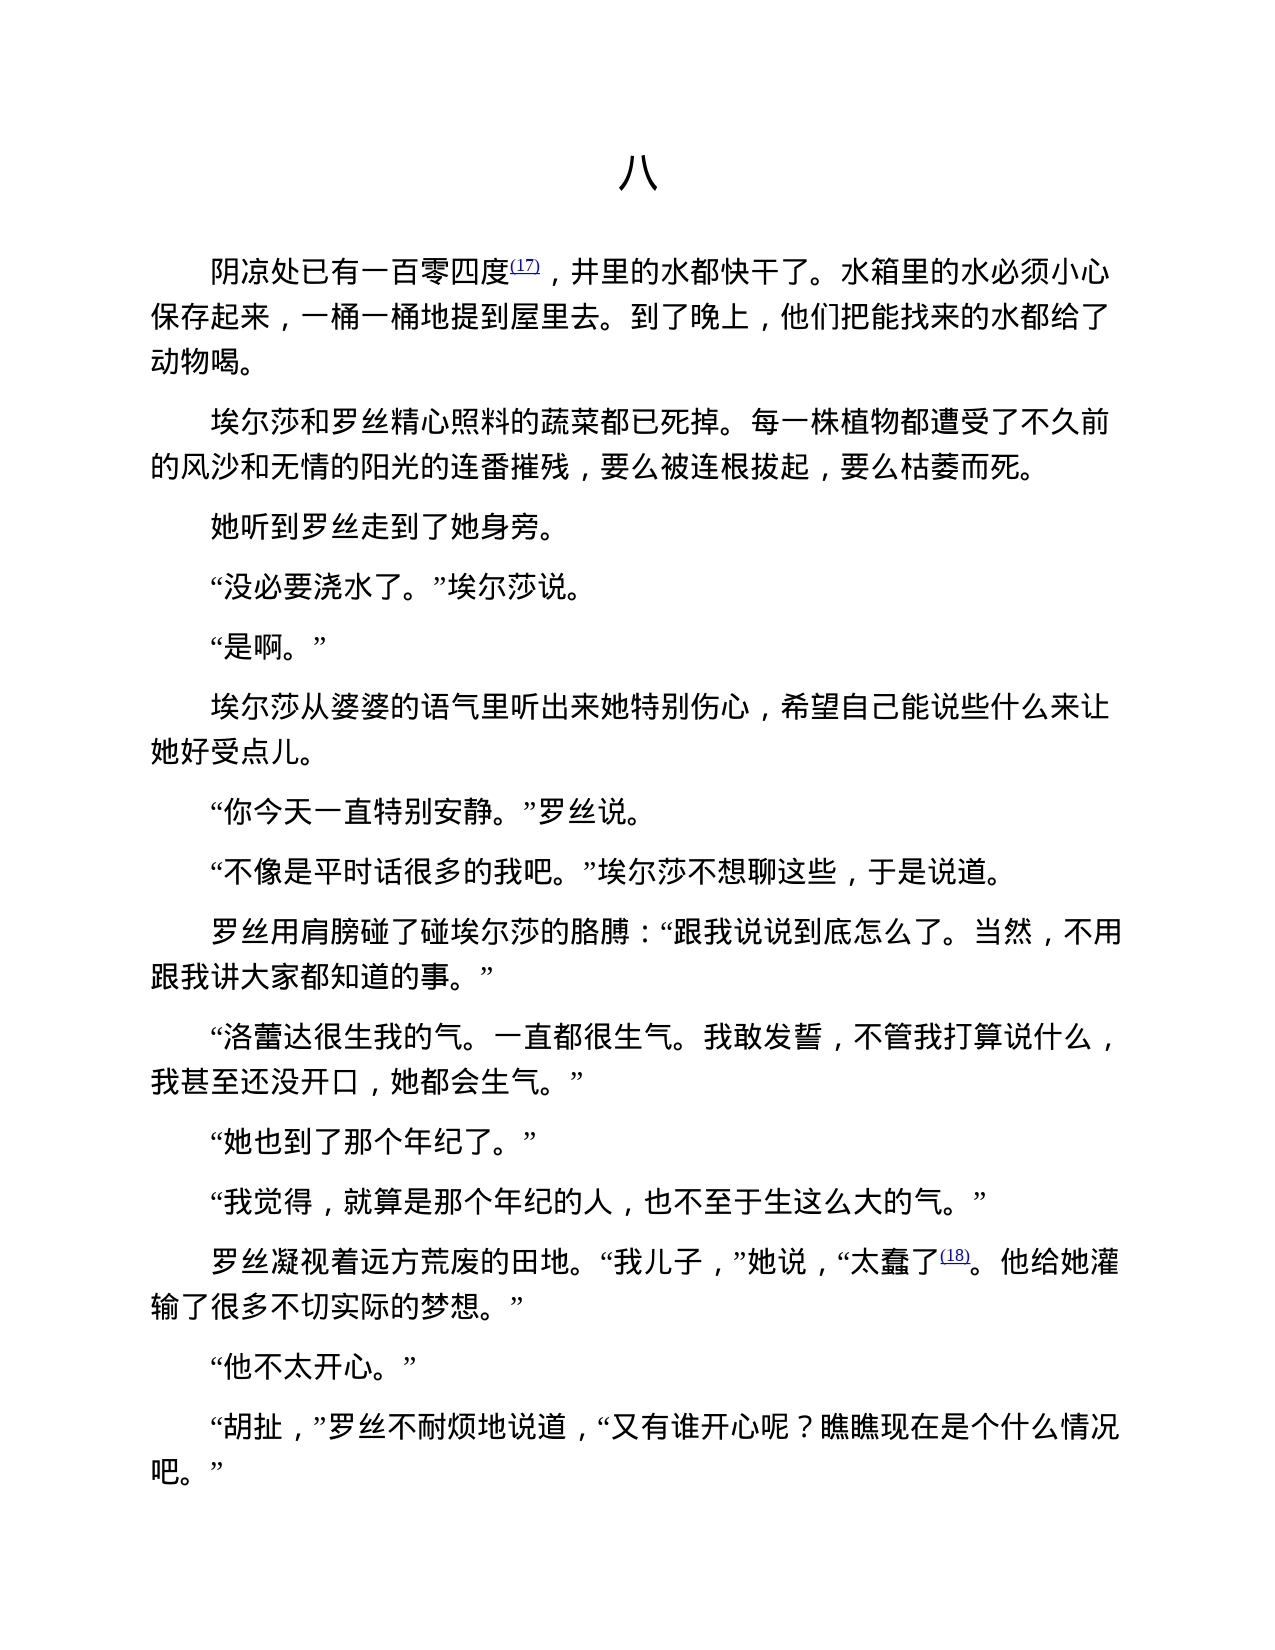 八
阴凉处已有一百零四度(17)，井里的水都快干了。水箱里的水必须小心
保存起来，一桶一桶地提到屋里去。到了晚上，他们把能找来的水都给了
动物喝。
埃尔莎和罗丝精心照料的蔬菜都已死掉。每一株植物都遭受了不久前
的风沙和无情的阳光的连番摧残，要么被连根拔起，要么枯萎而死。
她听到罗丝走到了她身旁。
“没必要浇水了。”埃尔莎说。
“是啊。”
埃尔莎从婆婆的语气里听出来她特别伤心，希望自己能说些什么来让
她好受点儿。
“你今天一直特别安静。”罗丝说。
“不像是平时话很多的我吧。”埃尔莎不想聊这些，于是说道。
罗丝用肩膀碰了碰埃尔莎的胳膊：“跟我说说到底怎么了。当然，不用
跟我讲大家都知道的事。”
“洛蕾达很生我的气。一直都很生气。我敢发誓，不管我打算说什么，
我甚至还没开口，她都会生气。”
“她也到了那个年纪了。”
“我觉得，就算是那个年纪的人，也不至于生这么大的气。”
罗丝凝视着远方荒废的田地。“我儿子，”她说，“太蠢了(18)。他给她灌
输了很多不切实际的梦想。”
“他不太开心。”
“胡扯，”罗丝不耐烦地说道，“又有谁开心呢？瞧瞧现在是个什么情况
吧。”